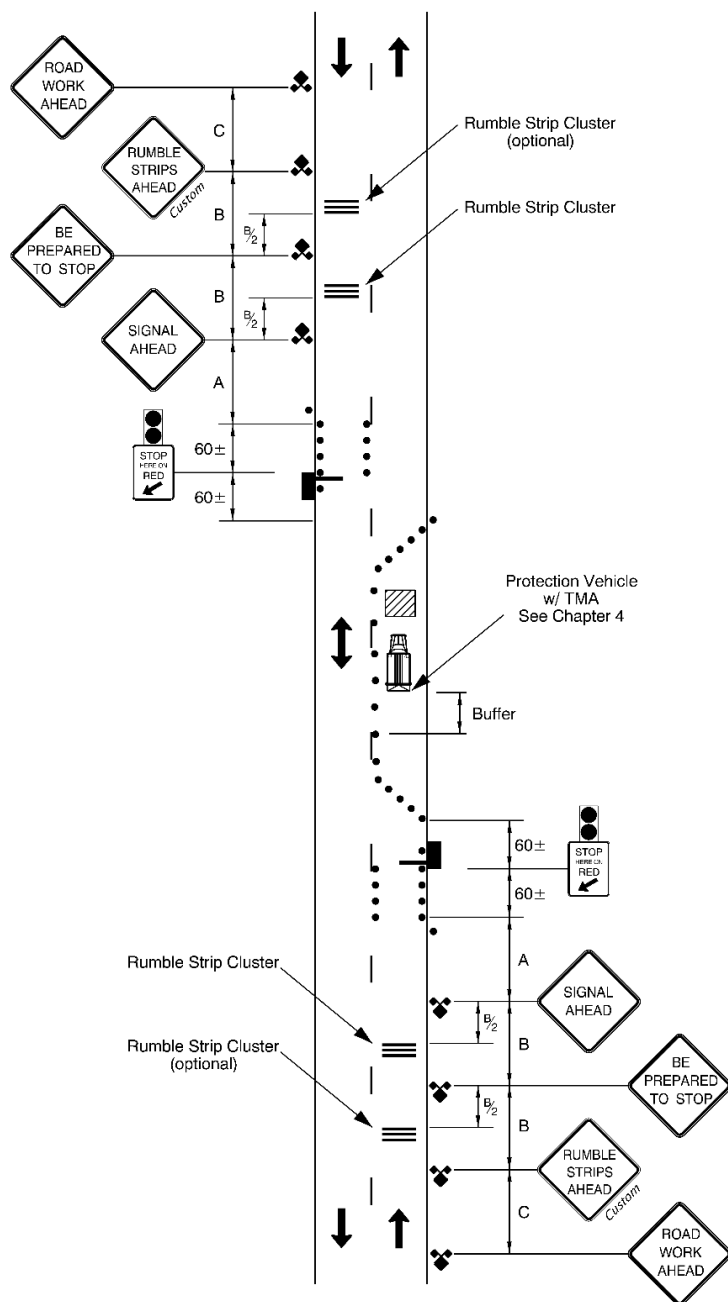 ROAD
WORK
AHEAD
C
Rumble Strip Cluster
(optional)
RUMBLE
STRIPS
AHEAD
Custom
B
B/2
Rumble Strip Cluster
BE
PREPARED
TO STOP
B
B/2
SIGNAL
AHEAD
A
STOP
HERE ON
RED
60±
60±
Protection Vehicle
w/ TMA
See Chapter 4
Buffer
60±
STOP
HERE ON
RED
60±
A
Rumble Strip Cluster
SIGNAL
AHEAD
B/2
B
Rumble Strip Cluster
(optional)
BE
PREPARED
TO STOP
B/2
B
RUMBLE
STRIPS
AHEAD
Custom
C
ROAD
WORK
AHEAD